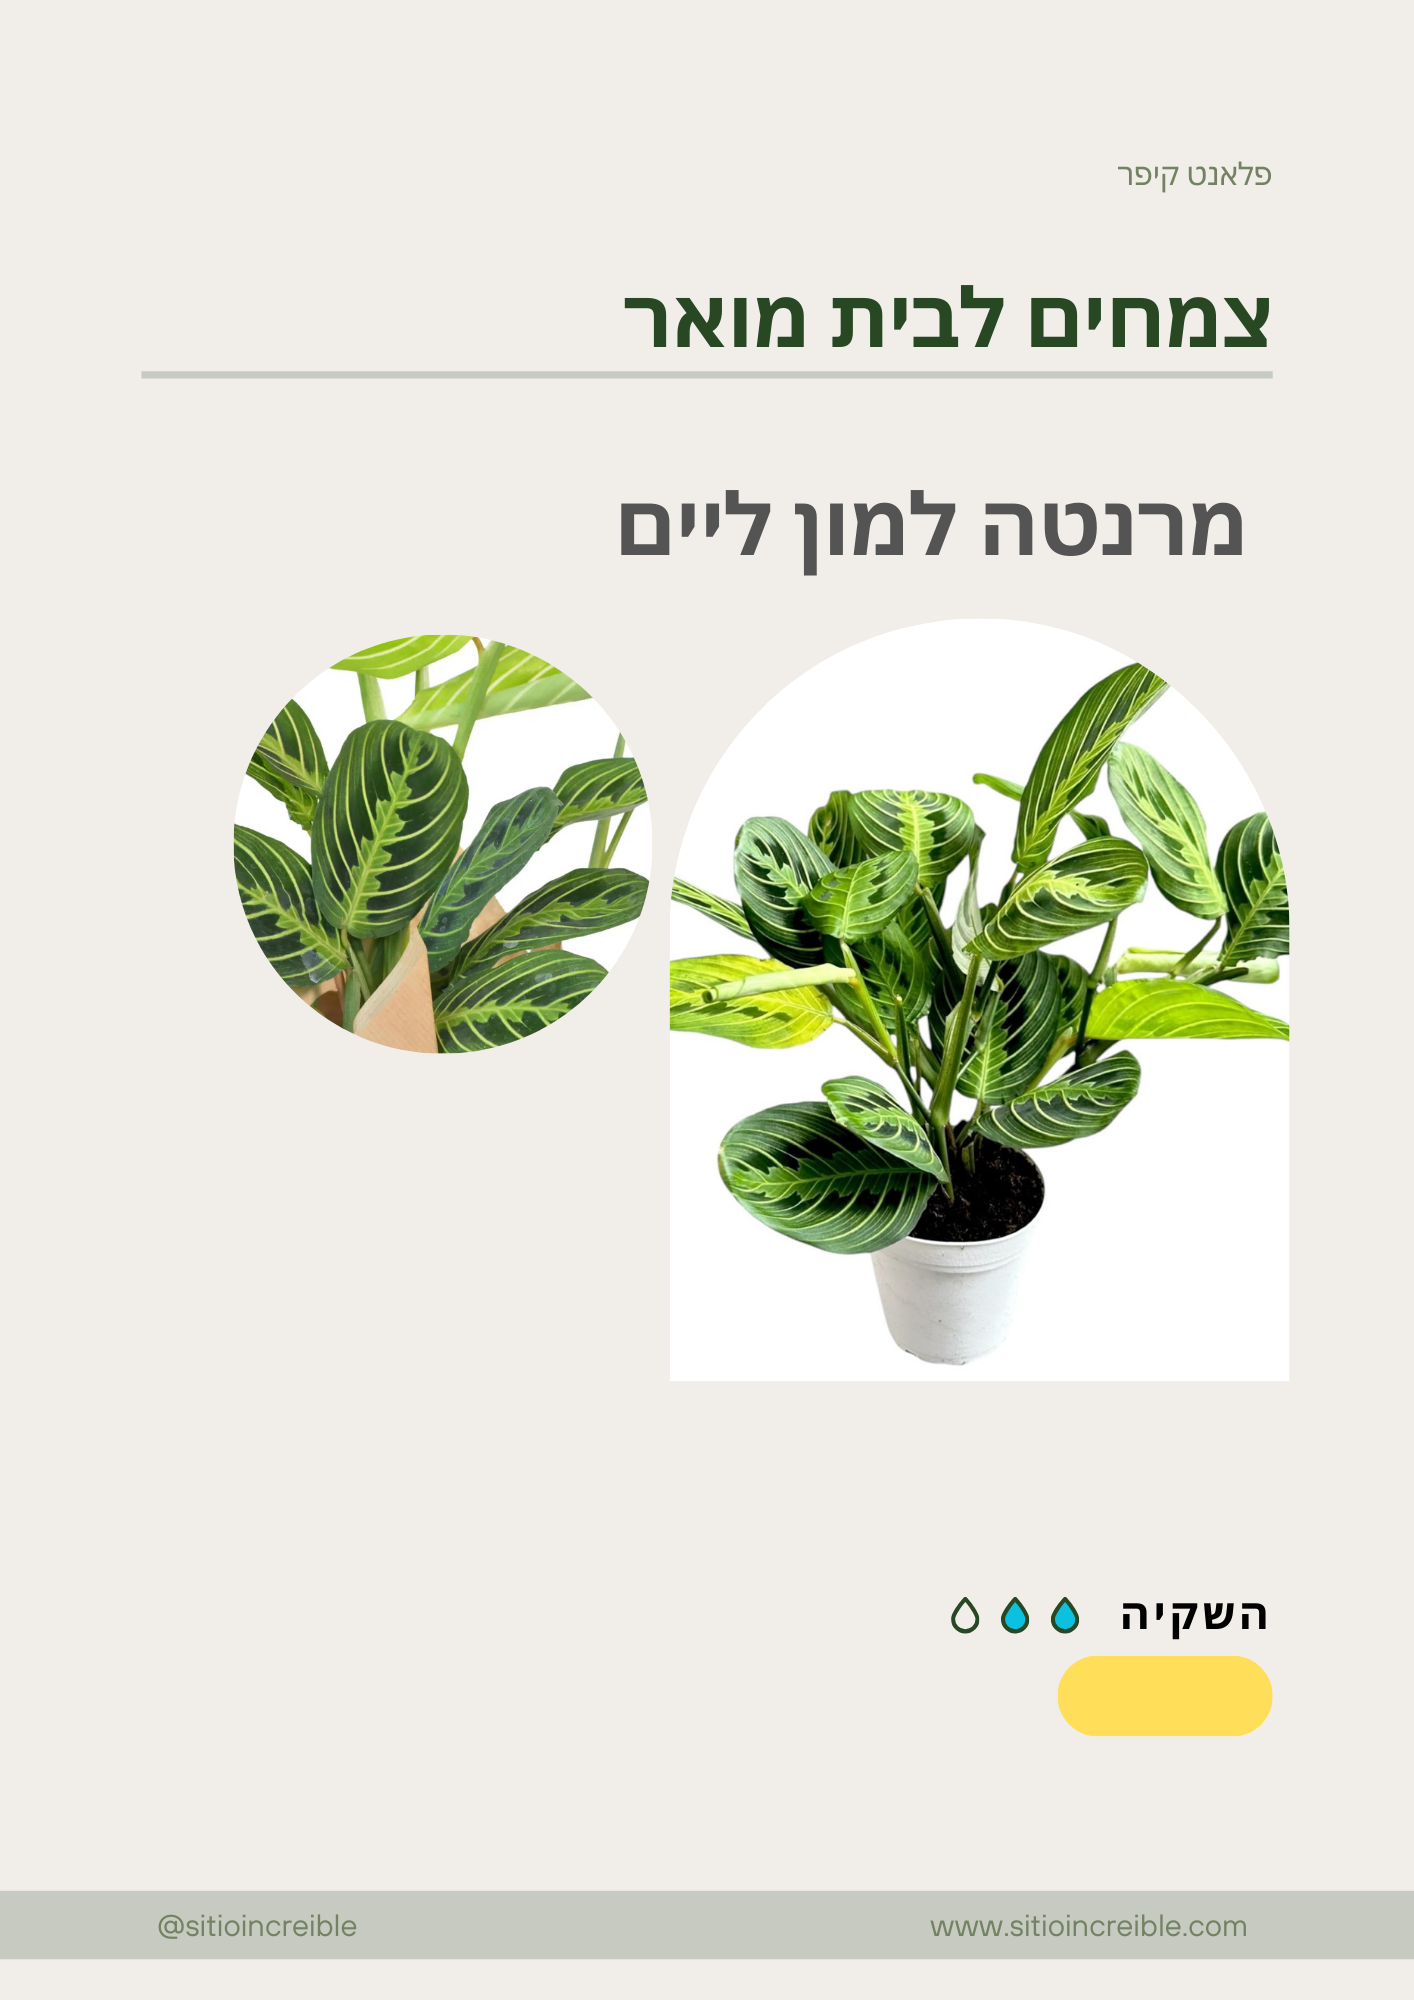 פלאנט קיפר
צמחים לבית מואר
מרנטה למון ליים
השקיה
@sitioincreible
www.sitioincreible.com